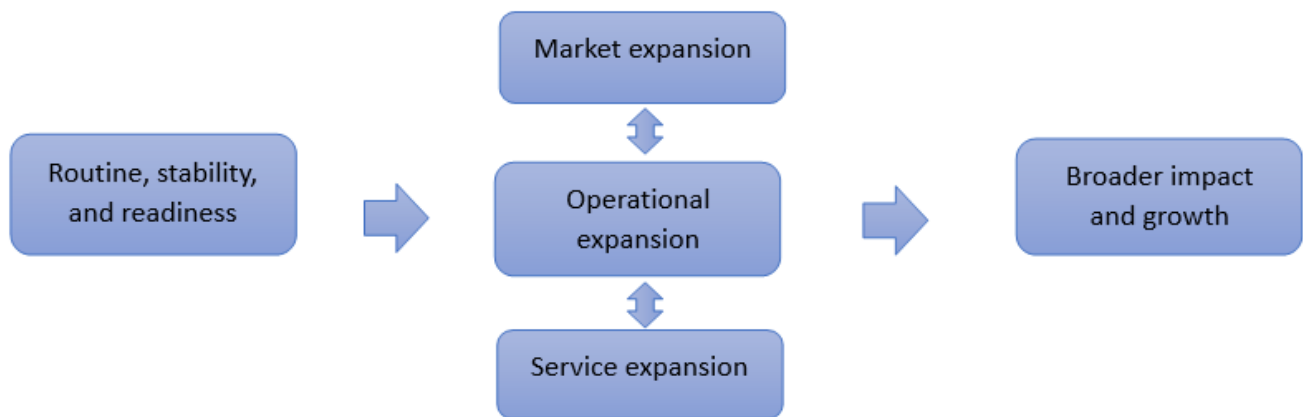 Market expansion
Routine, stability,
and readiness
Operational
expansion
Broader impact
and growth
Service expansion